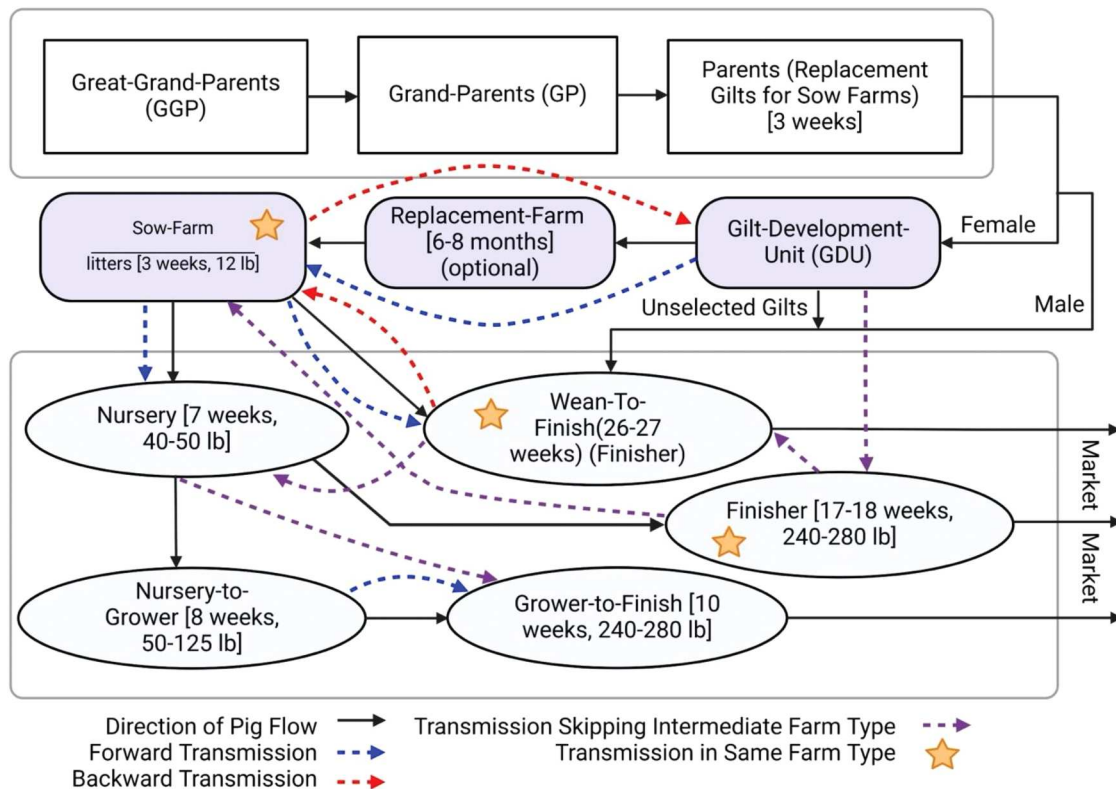 Great-Grand-Parents
(GGP)
Grand-Parents (GP)
Parents (Replacement
Gilts for Sow Farms)
[3 weeks]
Sow-Farm
litters [3 weeks, 12 lb]
Replacement-Farm
[6-8 months]
(optional)
Gilt-Development-
Unit (GDU)
Female
Unselected Gilts
Male
Nursery [7 weeks,
40-50 lb]
Wean-To-
Finish(26-27
weeks) (Finisher)
Market
Finisher [17-18 weeks,
240-280 lb]
Market
Nursery-to-
Grower [8 weeks,
50-125 lb]
Grower-to-Finish [10
weeks, 240-280 lb]
Direction of Pig Flow
Forward Transmission
Backward Transmission
Transmission Skipping Intermediate Farm Type
Transmission in Same Farm Type